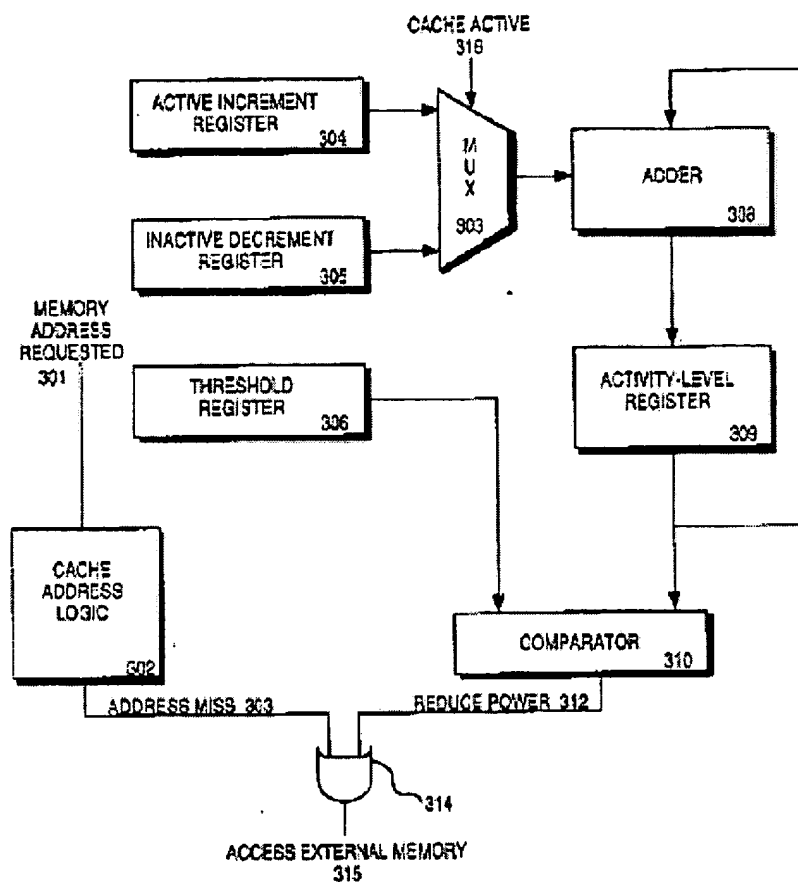 CACHE ACTIVE
316
ACTIVE INCREMENT
REGISTER
304
MUX
903
ADDER
308
INACTIVE DECREMENT
REGISTER
305
MEMORY
ADDRESS
REQUESTED
301
THRESHOLD
REGISTER
306
ACTIVITY-LEVEL
REGISTER
309
CACHE
ADDRESS
LOGIC
302
COMPARATOR
310
ADDRESS MISS 303
REDUCE POWER 312
314
ACCESS EXTERNAL MEMORY
315